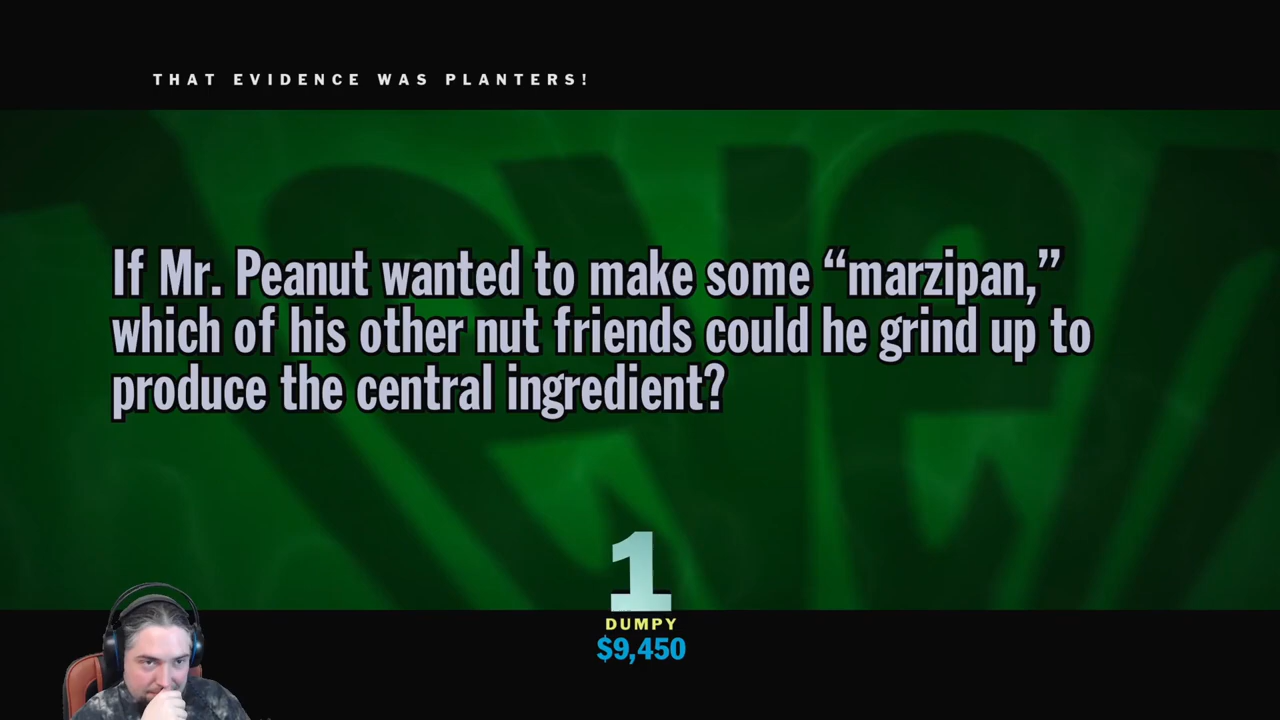 THAT EVIDENCE WAS PLANTERS!
If Mr. Peanut wanted to make some “marzipan,”
which of his other nut friends could he grind up to
produce the central ingredient?
1
DUMPY
$9,450